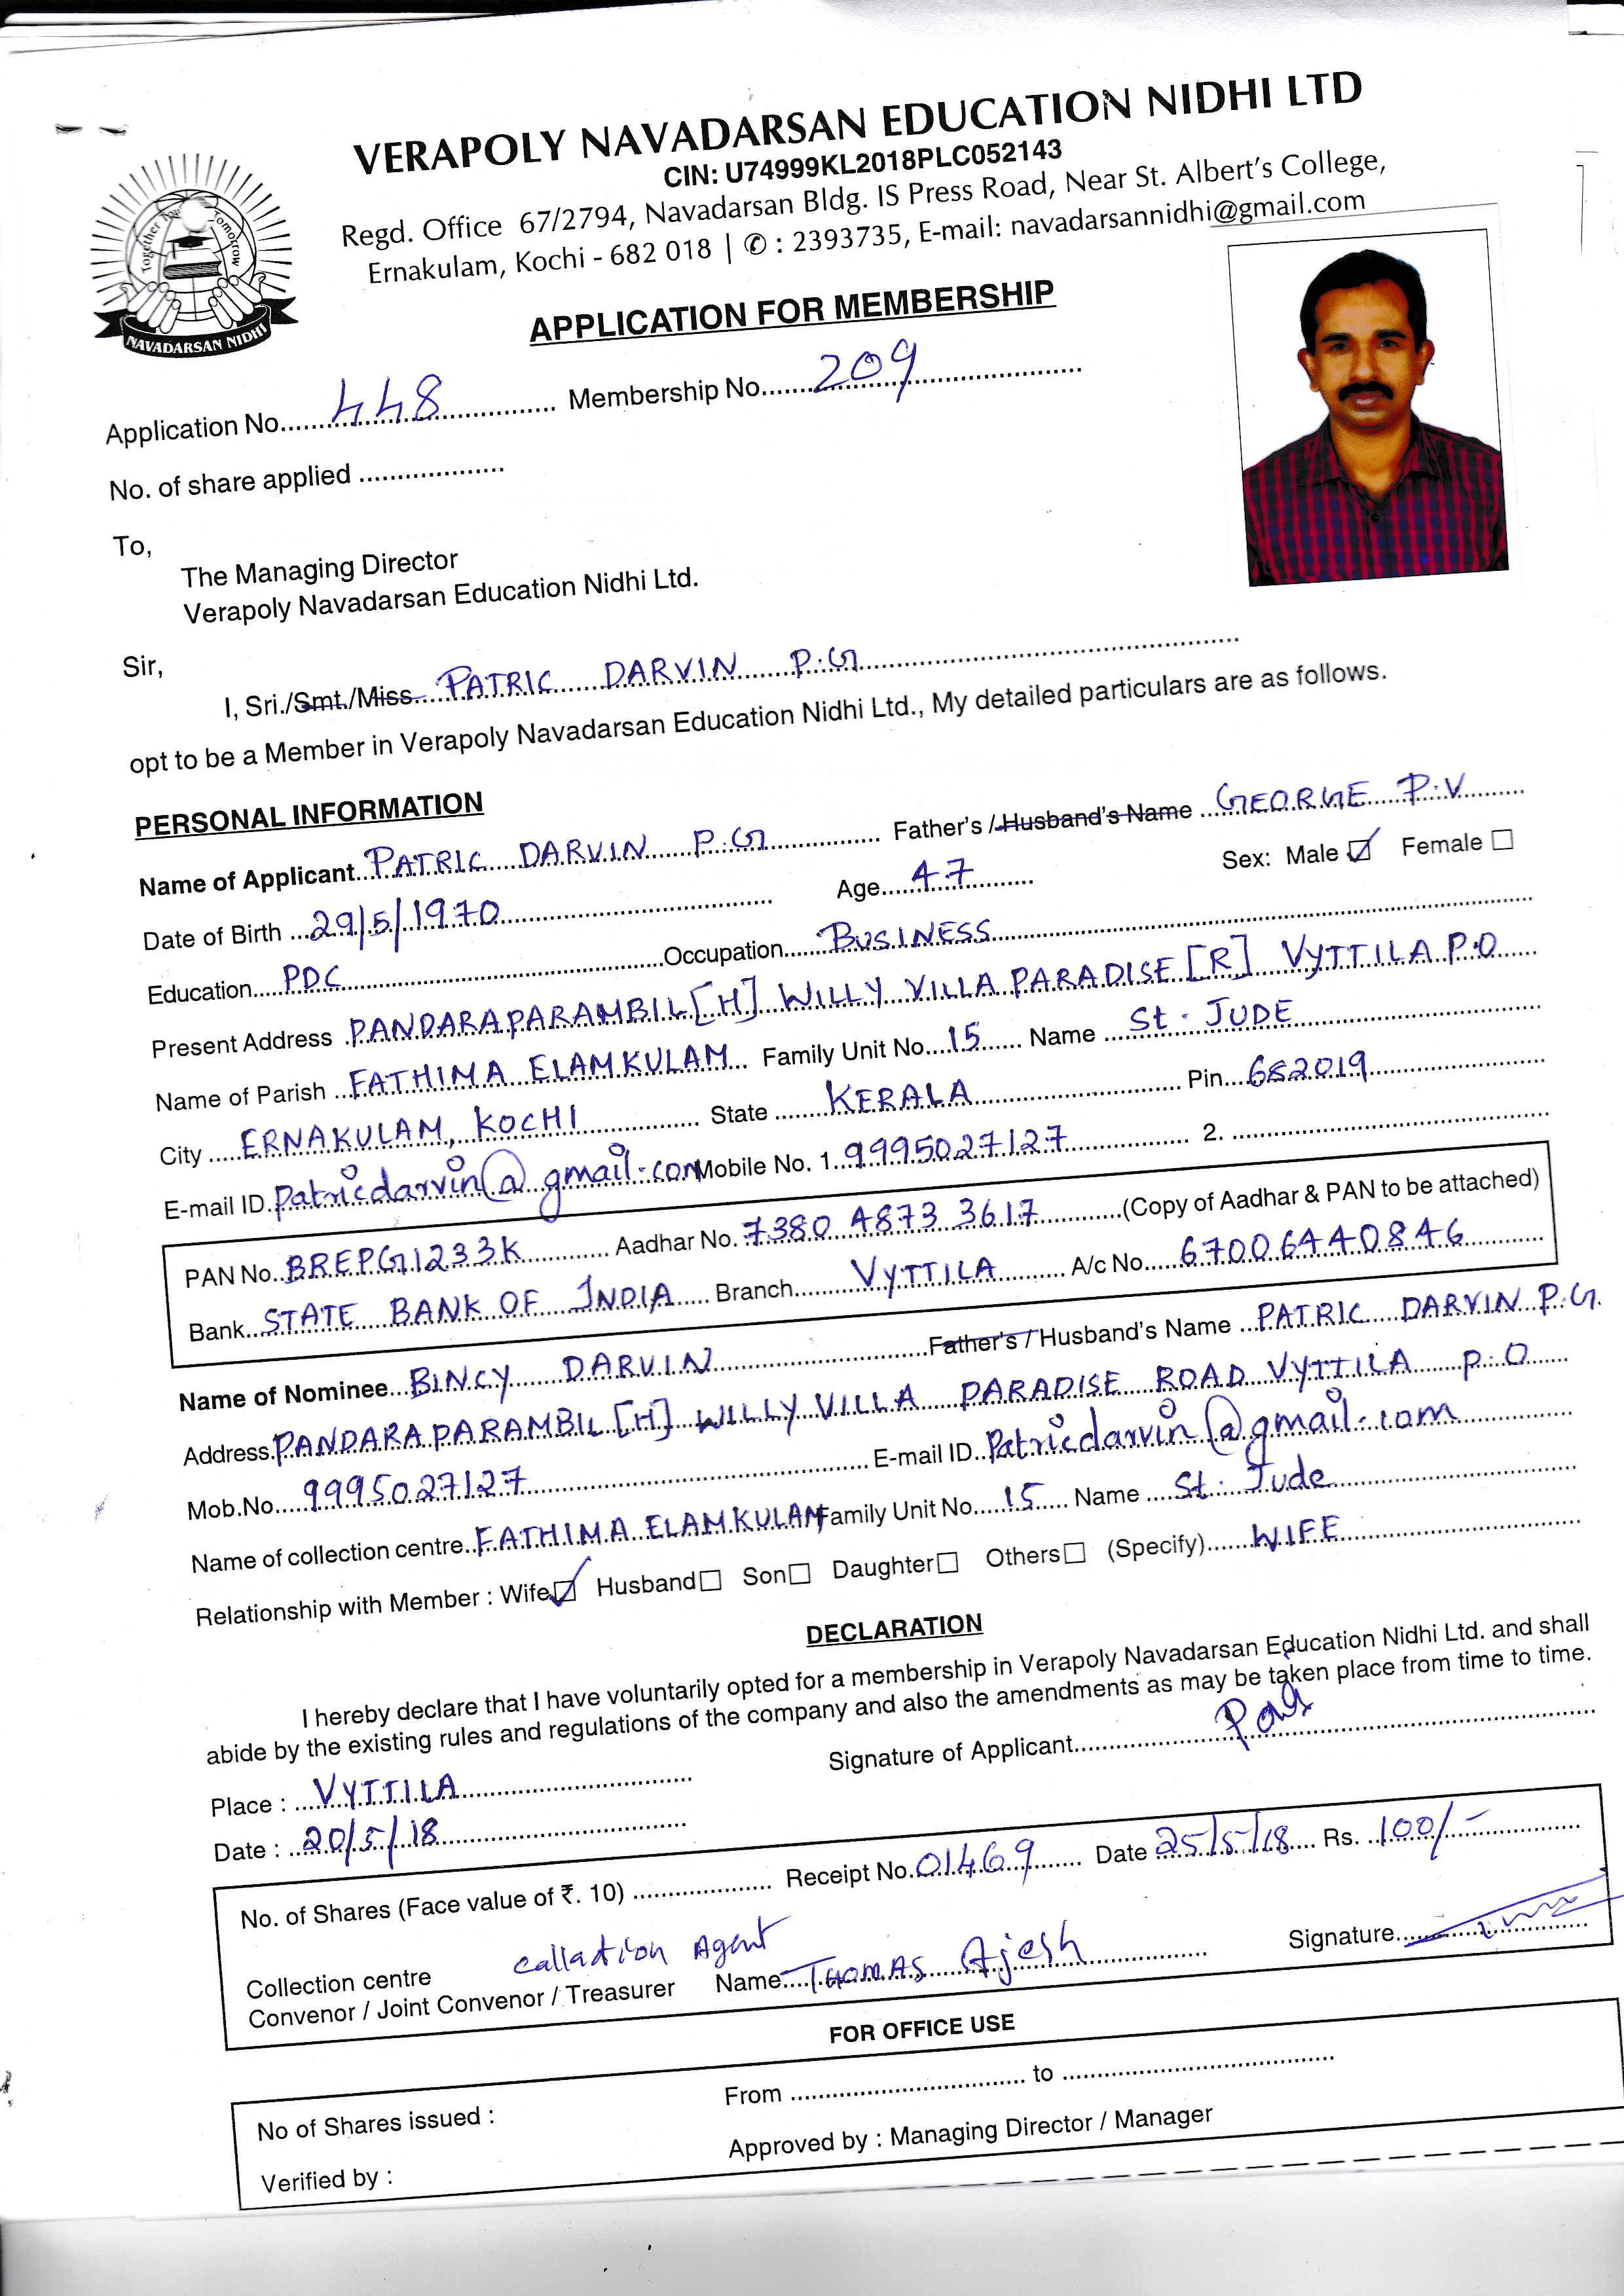 VERAPOLY NAVADARSAN EDUCATION NIDHI LTD
CIN: U74999KL2018PLC052143
Regd. Office 67/2794, Navadarsan Bldg. IS Press Road, Near St. Albert's College,
Ernakulam, Kochi - 682 018 | ✆ : 2393735, E-mail: navadarsannidhi@gmail.com
Together For Tomorrow
NAVADARSAN NIDHI
APPLICATION FOR MEMBERSHIP
Application No. 448 Membership No. 209
No. of share applied
To,
The Managing Director
Verapoly Navadarsan Education Nidhi Ltd.
Sir,
I, Sri./Smt./Miss. PATRIC DARVIN P.G
opt to be a Member in Verapoly Navadarsan Education Nidhi Ltd., My detailed particulars are as follows.
PERSONAL INFORMATION
Name of Applicant PATRIC DARVIN P.G Father's / Husband's Name GEORGE P.V
Date of Birth 29/5/1970 Age 47 Sex: Male ☑ Female ☐
Education PDC Occupation BUSINESS
Present Address PANDARAPARAMBIL [H] WILLY VILLA PARADISE [R] VYTTILA P.O
Name of Parish FATHIMA ELAMKULAM Family Unit No. 15 Name St. JUDE
City ERNAKULAM, KOCHI State KERALA Pin 682019
E-mail ID Patricdarvin@gmail.com Mobile No. 1. 9995027127 2.
PAN No. BREPG1233K Aadhar No. 7380 4873 3617 (Copy of Aadhar & PAN to be attached)
Bank STATE BANK OF INDIA Branch VYTTILA A/c No. 67006440846
Name of Nominee BINCY DARVIN Father's / Husband's Name PATRIC DARVIN P.G.
Address PANDARAPARAMBIL [H] WILLY VILLA PARADISE ROAD VYTTILA P.O
Mob.No. 9995027127 E-mail ID Patricdarvin@gmail.com
Name of collection centre FATHIMA ELAMKULAM Family Unit No. 15 Name St. Jude
Relationship with Member : Wife ☑ Husband ☐ Son ☐ Daughter ☐ Others ☐ (Specify) WIFE
DECLARATION
I hereby declare that I have voluntarily opted for a membership in Verapoly Navadarsan Education Nidhi Ltd. and shall
abide by the existing rules and regulations of the company and also the amendments as may be taken place from time to time.
Signature of Applicant
Place : VYTTILA
Date : 20/5/18
No. of Shares (Face value of ₹. 10) Receipt No. 01469 Date 25/5/18 Rs. 100/-
Collection centre
Convenor / Joint Convenor / Treasurer Agent Name THOMAS Ajesh Signature
FOR OFFICE USE
No of Shares issued : From to
Verified by : Approved by : Managing Director / Manager